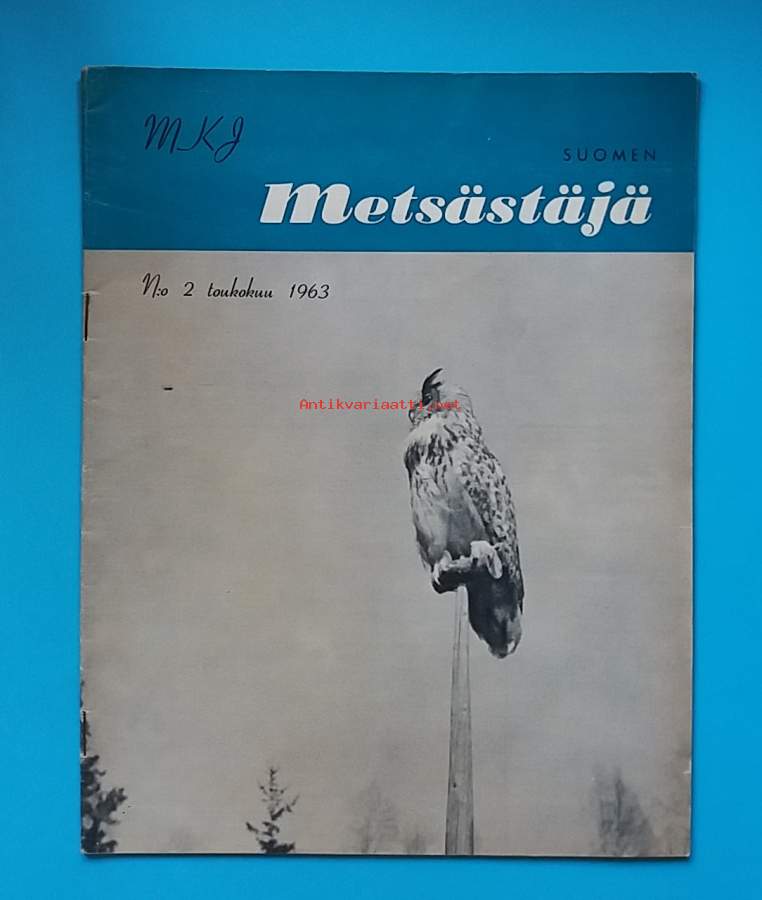 MKJ
SUOMEN
Metsästäjä
N:o 2 toukokuu 1963
Antikvariaatti.net